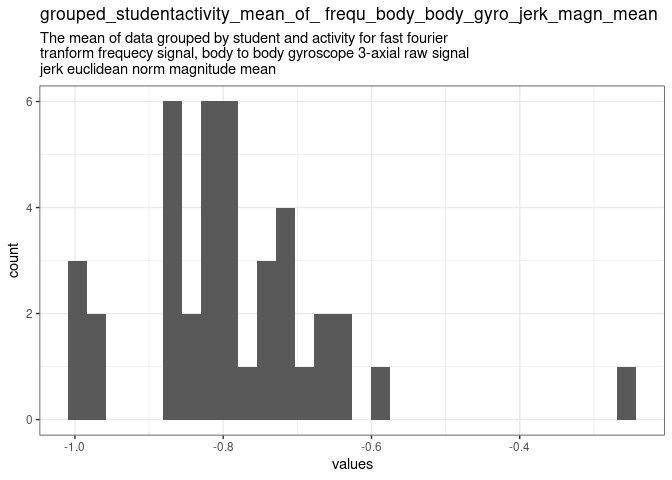 grouped_studentactivity_mean_of_ frequ_body_body_gyro_jerk_magn_mean
The mean of data grouped by student and activity for fast fourier
tranform frequecy signal, body to body gyroscope 3-axial raw signal
jerk euclidean norm magnitude mean
6
4
2
0
count
-1.0 -0.8 -0.6 -0.4
values